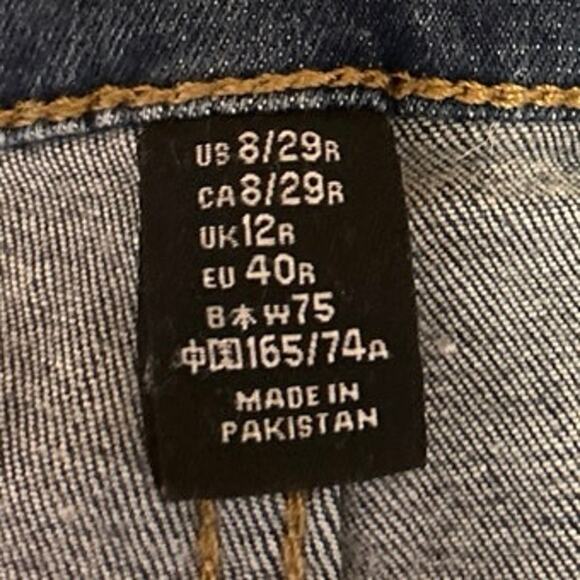 US 8/29R
CA 8/29R
UK 12R
EU 40R
日本 W75
中国 165/74A
MADE IN
PAKISTAN